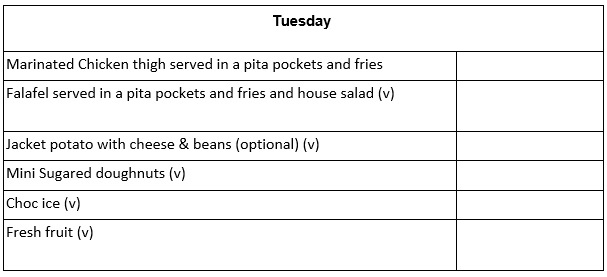 Tuesday
Marinated Chicken thigh served in a pita pockets and fries
Falafel served in a pita pockets and fries and house salad (v)
Jacket potato with cheese & beans (optional) (v)
Mini Sugared doughnuts (v)
Choc ice (v)
Fresh fruit (v)